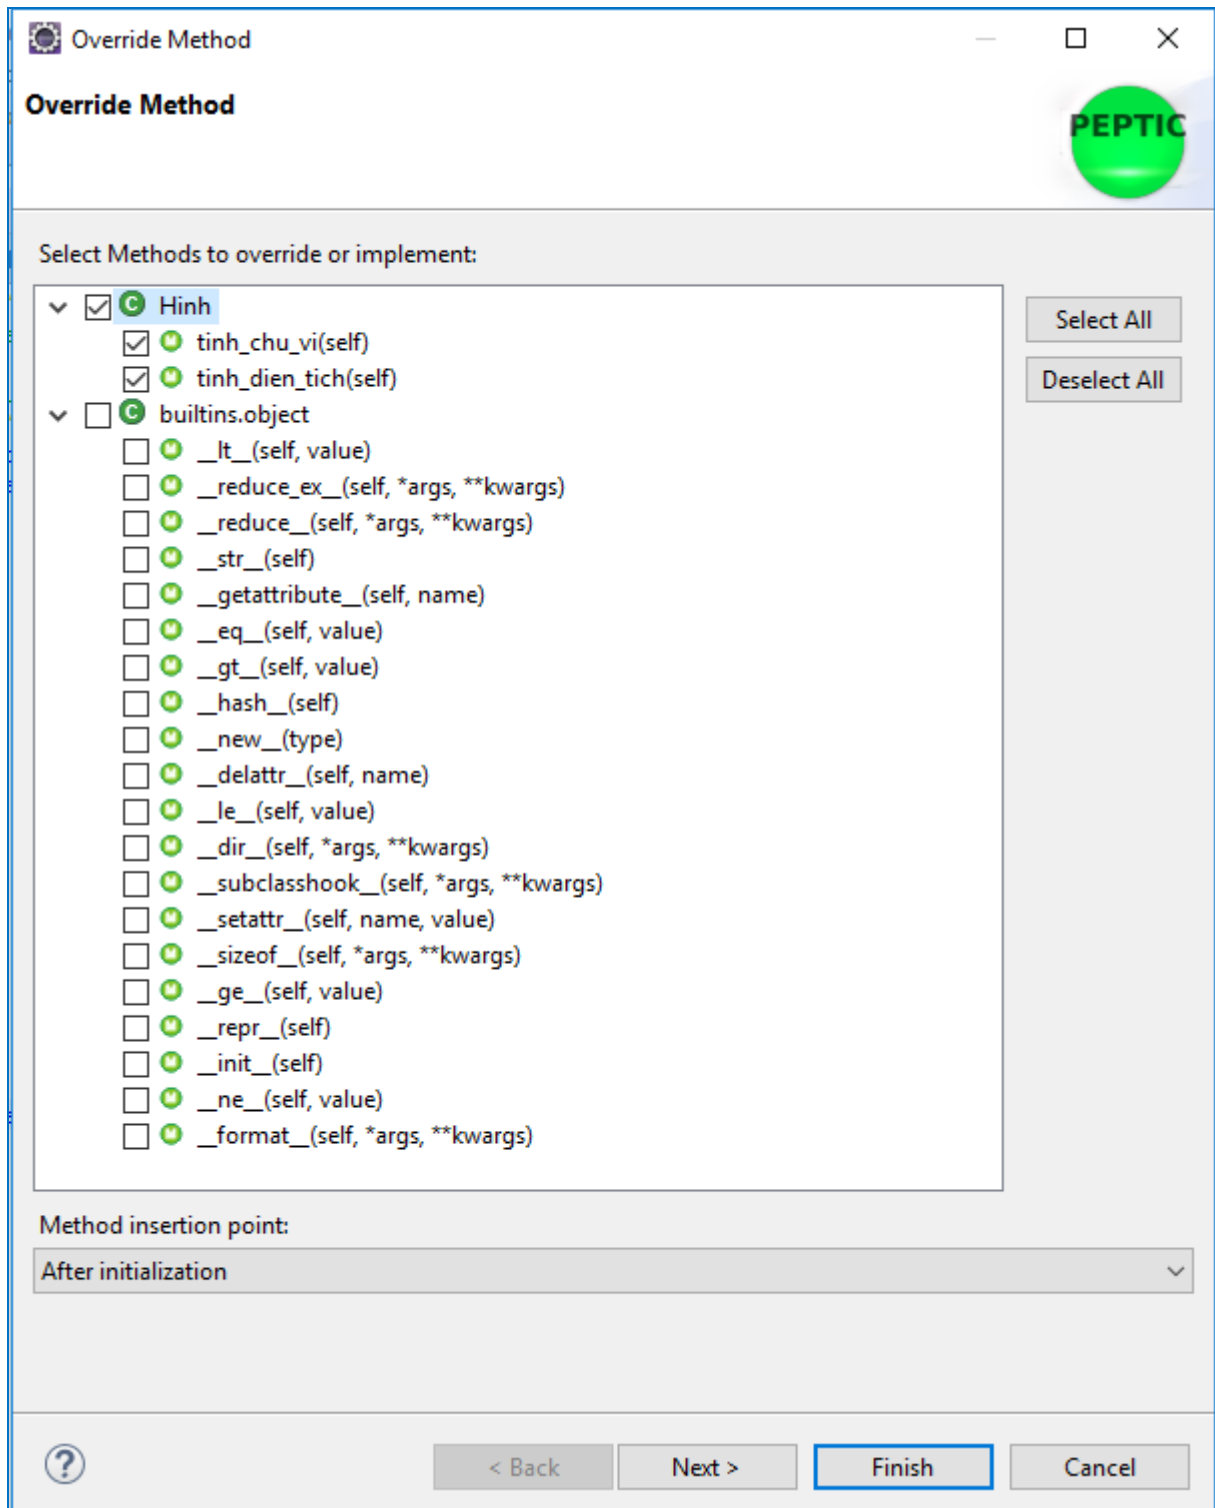 Override Method
Override Method
PEPTIC
Select Methods to override or implement:
Hinh
tinh_chu_vi(self)
tinh_dien_tich(self)
builtins.object
__lt__(self, value)
__reduce_ex__(self, *args, **kwargs)
__reduce__(self, *args, **kwargs)
__str__(self)
__getattribute__(self, name)
__eq__(self, value)
__gt__(self, value)
__hash__(self)
__new__(type)
__delattr__(self, name)
__le__(self, value)
__dir__(self, *args, **kwargs)
__subclasshook__(self, *args, **kwargs)
__setattr__(self, name, value)
__sizeof__(self, *args, **kwargs)
__ge__(self, value)
__repr__(self)
__init__(self)
__ne__(self, value)
__format__(self, *args, **kwargs)
Select All
Deselect All
Method insertion point:
After initialization
< Back
Next >
Finish
Cancel